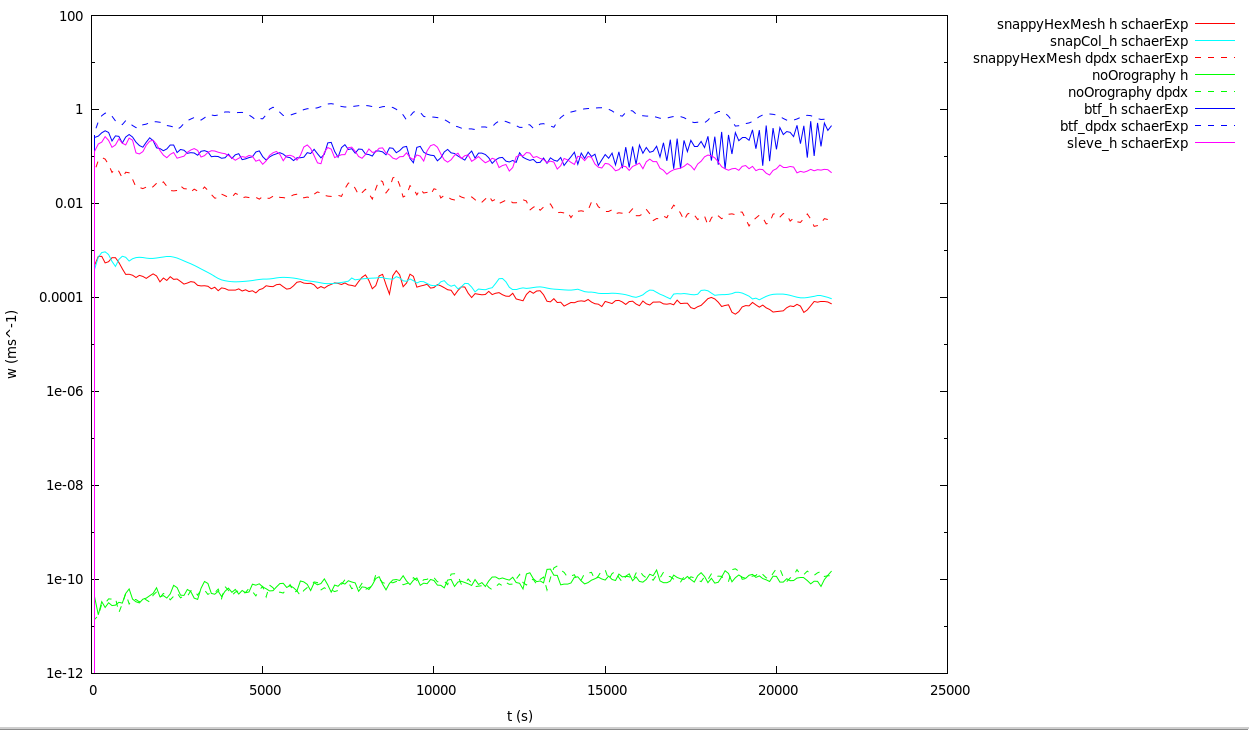 100
1
0.01
0.0001
1e-06
1e-08
1e-10
1e-12
w (ms^-1)
0 5000 10000 15000 20000 25000
t (s)
snappyHexMesh h schaerExp
snapCol_h schaerExp
snappyHexMesh dpdx schaerExp
noOrography h
noOrography dpdx
btf_h schaerExp
btf_dpdx schaerExp
sleve_h schaerExp